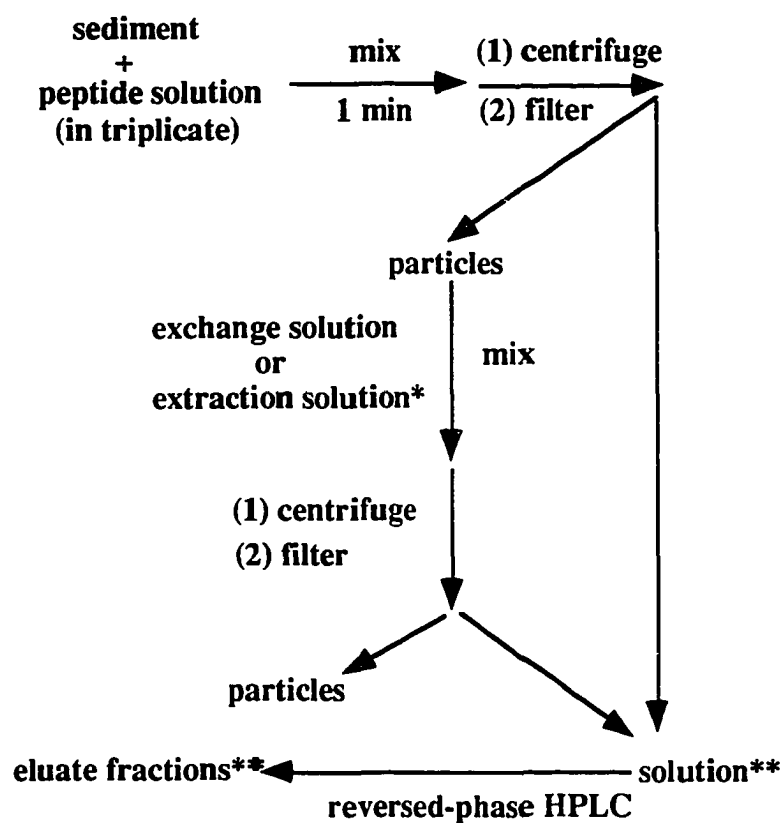 sediment
+
peptide solution
(in triplicate)
mix
1 min
(1) centrifuge
(2) filter
particles
exchange solution
or
extraction solution*
mix
(1) centrifuge
(2) filter
particles
eluate fractions**
solution**
reversed-phase HPLC